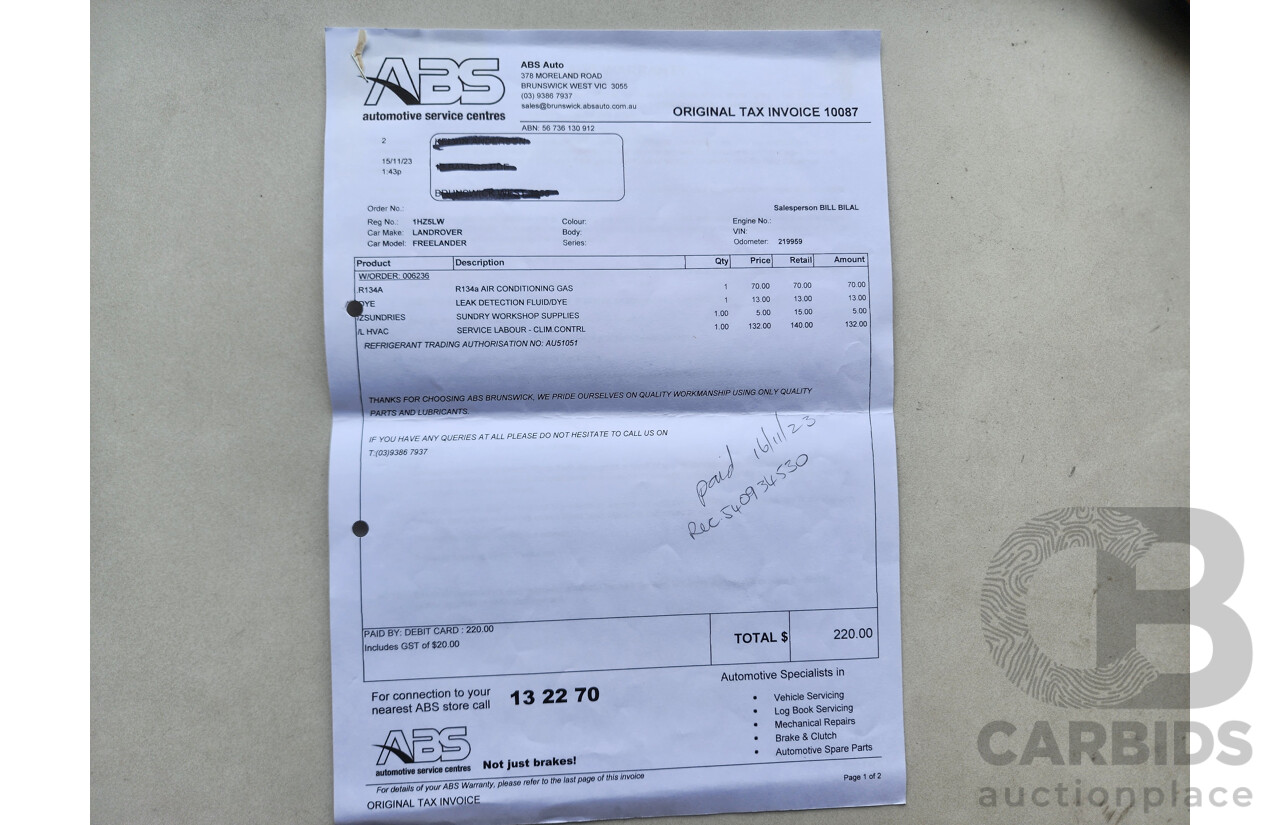 ABS
automotive service centres
ABS Auto
378 MORELAND ROAD
BRUNSWICK WEST VIC 3055
(03) 9386 7937
sales@brunswick.absauto.com.au
ABN: 56 736 130 912
ORIGINAL TAX INVOICE 10087
2
15/11/23
1:43p
Order No.:
Salesperson BILL BILAL
Reg No.: 1HZ5LW Colour: Engine No.:
Car Make: LANDROVER Body: VIN:
Car Model: FREELANDER Series: Odometer: 219959
Product Description Qty Price Retail Amount
W/ORDER: 006236
R134A R134a AIR CONDITIONING GAS 1 70.00 70.00 70.00
DYE LEAK DETECTION FLUID/DYE 1 13.00 13.00 13.00
ZSUNDRIES SUNDRY WORKSHOP SUPPLIES 1.00 5.00 15.00 5.00
/L HVAC SERVICE LABOUR - CLIM CONTRL 1.00 132.00 140.00 132.00
REFRIGERANT TRADING AUTHORISATION NO: AU51051
THANKS FOR CHOOSING ABS BRUNSWICK, WE PRIDE OURSELVES ON QUALITY WORKMANSHIP USING ONLY QUALITY
PARTS AND LUBRICANTS.
IF YOU HAVE ANY QUERIES AT ALL PLEASE DO NOT HESITATE TO CALL US ON
T:(03)9386 7937
paid 16/11/23
Rec. 540934530
PAID BY: DEBIT CARD : 220.00
Includes GST of $20.00
TOTAL $ 220.00
For connection to your
nearest ABS store call
13 22 70
Automotive Specialists in
• Vehicle Servicing
• Log Book Servicing
• Mechanical Repairs
• Brake & Clutch
• Automotive Spare Parts
ABS
automotive service centres
Not just brakes!
For details of your ABS Warranty, please refer to the last page of this invoice
Page 1 of 2
ORIGINAL TAX INVOICE
CB
CARBIDS
auctionplace